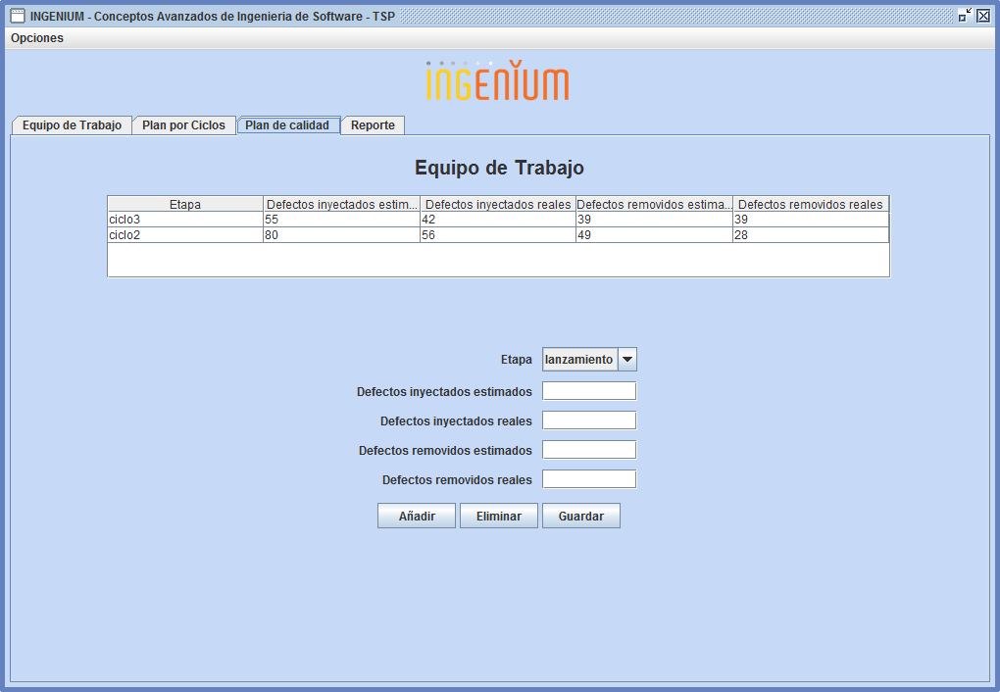 INGENIUM - Conceptos Avanzados de Ingenieria de Software - TSP
Opciones
INGENIUM
Equipo de Trabajo Plan por Ciclos Plan de calidad Reporte
Equipo de Trabajo
Etapa Defectos inyectados estim... Defectos inyectados reales Defectos removidos estima... Defectos removidos reales
ciclo3 55 42 39 39
ciclo2 80 56 49 28
Etapa lanzamiento
Defectos inyectados estimados
Defectos inyectados reales
Defectos removidos estimados
Defectos removidos reales
Añadir Eliminar Guardar